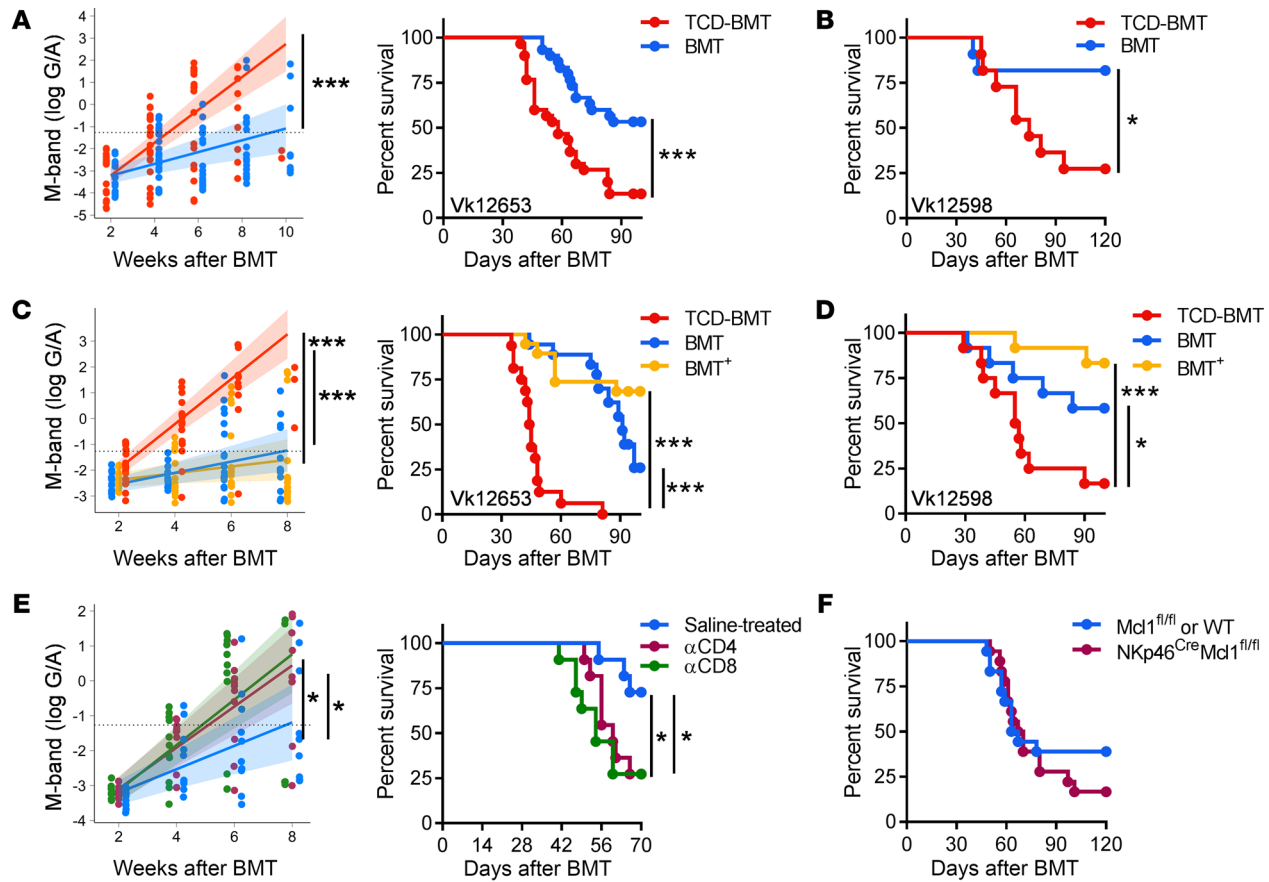 A
M-band (log G/A)
4
3
2
1
0
-1
-2
-3
-4
-5
2 4 6 8 10
Weeks after BMT
***
Percent survival
100
75
50
25
0
0 30 60 90
Days after BMT
Vk12653
TCD-BMT
BMT
***
B
Percent survival
100
75
50
25
0
0 30 60 90 120
Days after BMT
Vk12598
TCD-BMT
BMT
*
C
M-band (log G/A)
3
2
1
0
-1
-2
-3
2 4 6 8
Weeks after BMT
***
***
Percent survival
100
75
50
25
0
0 30 60 90
Days after BMT
Vk12653
TCD-BMT
BMT
BMT+
***
***
D
Percent survival
100
75
50
25
0
0 30 60 90
Days after BMT
Vk12598
TCD-BMT
BMT
BMT+
***
*
E
M-band (log G/A)
2
1
0
-1
-2
-3
-4
2 4 6 8
Weeks after BMT
* *
Percent survival
100
75
50
25
0
0 14 28 42 56 70
Days after BMT
Saline-treated
αCD4
αCD8
* *
F
Percent survival
100
75
50
25
0
0 30 60 90 120
Days after BMT
Mcl1fl/fl or WT
NKp46CreMcl1fl/fl